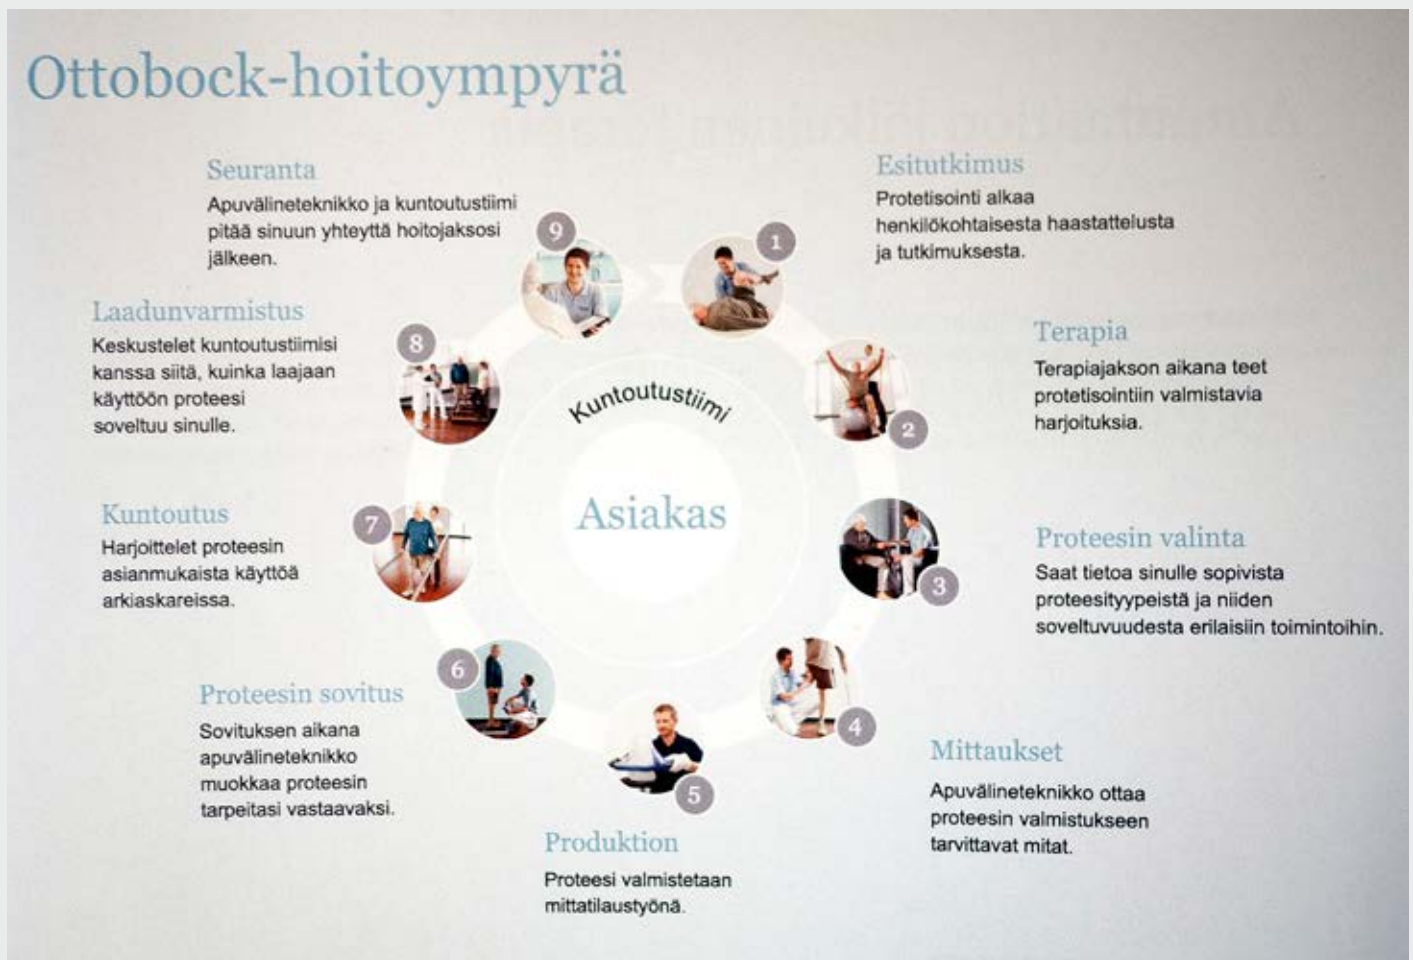 Ottobock-hoitoympyrä
Esitutkimus
Protetisointi alkaa
henkilökohtaisesta haastattelusta
ja tutkimuksesta.
1
Terapia
Terapiajakson aikana teet
protetisointiin valmistavia
harjoituksia.
2
Proteesin valinta
Saat tietoa sinulle sopivista
proteesityypeistä ja niiden
soveltuvuudesta erilaisiin toimintoihin.
3
Mittaukset
Apuvälineteknikko ottaa
proteesin valmistukseen
tarvittavat mitat.
4
Produktion
Proteesi valmistetaan
mittatilaustyönä.
5
Proteesin sovitus
Sovituksen aikana
apuvälineteknikko
muokkaa proteesin
tarpeitasi vastaavaksi.
6
Kuntoutus
Harjoittelet proteesin
asianmukaista käyttöä
arkiaskareissa.
7
Laadunvarmistus
Keskustelet kuntoutustiimisi
kanssa siitä, kuinka laajaan
käyttöön proteesi
soveltuu sinulle.
8
Seuranta
Apuvälineteknikko ja kuntoutustiimi
pitää sinuun yhteyttä hoitojaksosi
jälkeen.
9
Kuntoutustiimi
Asiakas